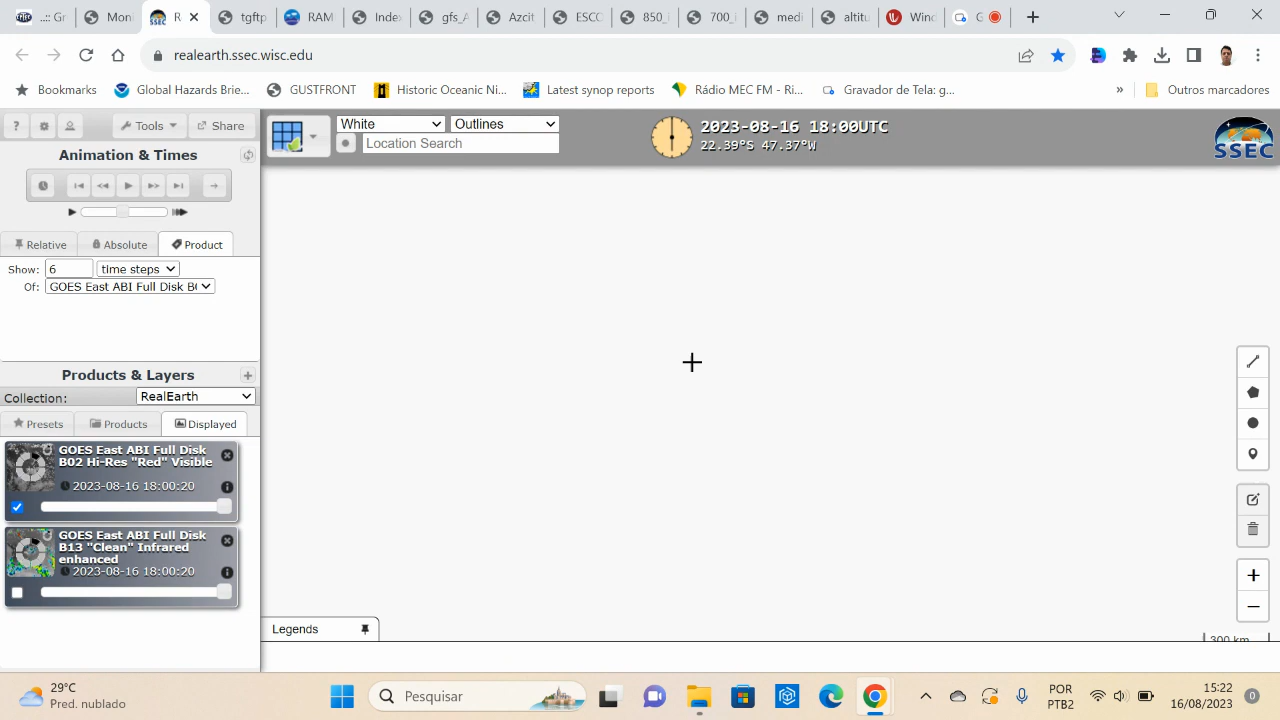 ..:: Gr
Mon
R
tgftp
RAM
Index
gfs_A
Azcit
ESCO
850_
700_
medi
altitu
Wind
G
realearth.ssec.wisc.edu
Bookmarks
Global Hazards Brie...
GUSTFRONT
Historic Oceanic Ni...
Latest synop reports
Rádio MEC FM - Ri...
Gravador de Tela: g...
»
Outros marcadores
?
Tools
Share
White
Outlines
Location Search
2023-08-16 18:00UTC
22.39°S 47.37°W
SSEC
Animation & Times
Relative
Absolute
Product
Show:
6
time steps
Of:
GOES East ABI Full Disk B(
Products & Layers
Collection:
RealEarth
Presets
Products
Displayed
GOES East ABI Full Disk
B02 Hi-Res "Red" Visible
2023-08-16 18:00:20
GOES East ABI Full Disk
B13 "Clean" Infrared
enhanced
2023-08-16 18:00:20
Legends
300 km
29°C
Pred. nublado
Pesquisar
POR
PTB2
15:22
16/08/2023
0